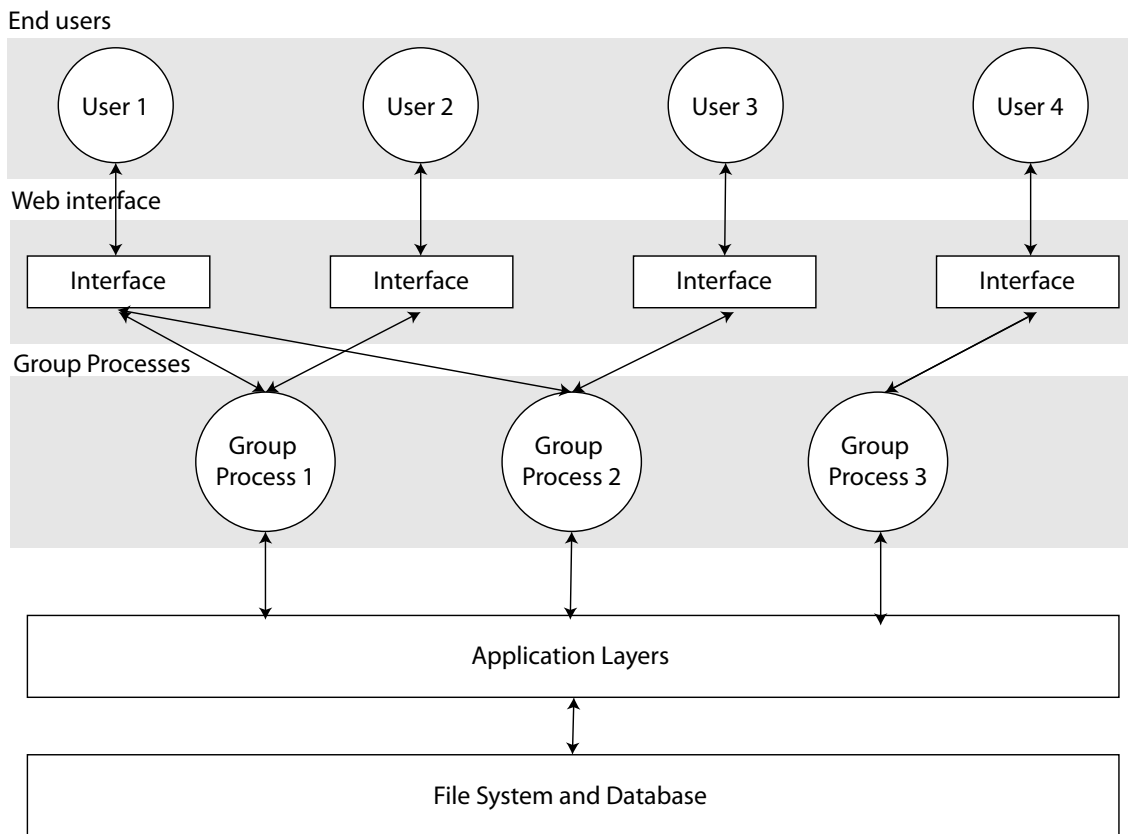 End users
User 1
User 2
User 3
User 4
Web interface
Interface
Interface
Interface
Interface
Group Processes
Group
Process 1
Group
Process 2
Group
Process 3
Application Layers
File System and Database